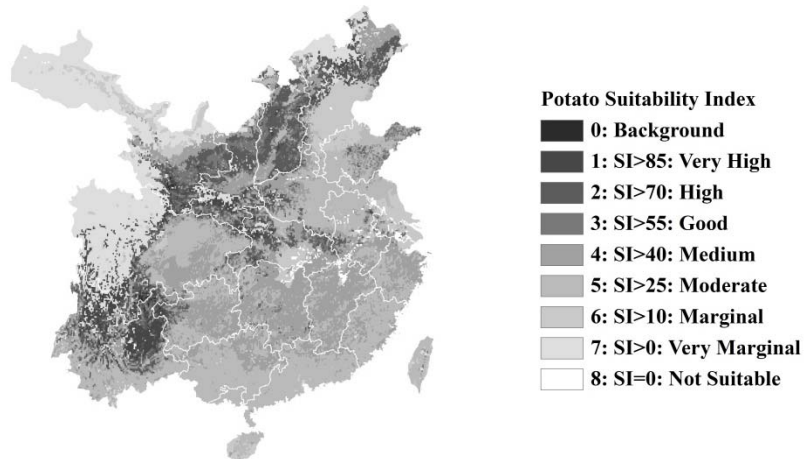 Potato Suitability Index
0: Background
1: SI>85: Very High
2: SI>70: High
3: SI>55: Good
4: SI>40: Medium
5: SI>25: Moderate
6: SI>10: Marginal
7: SI>0: Very Marginal
8: SI=0: Not Suitable